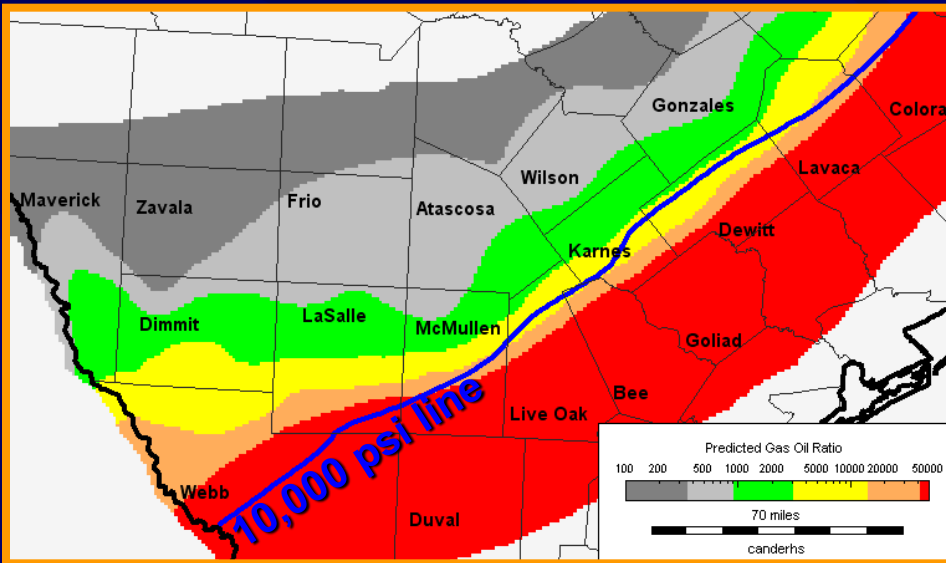 Gonzales
Colora
Lavaca
Wilson
Maverick
Zavala
Frio
Atascosa
Dewitt
Karnes
Dimmit
LaSalle
McMullen
Goliad
Bee
Live Oak
10,000 psi line
Webb
Duval
Predicted Gas Oil Ratio
100 200 500 1000 2000 5000 10000 20000 50000
70 miles
canderhs